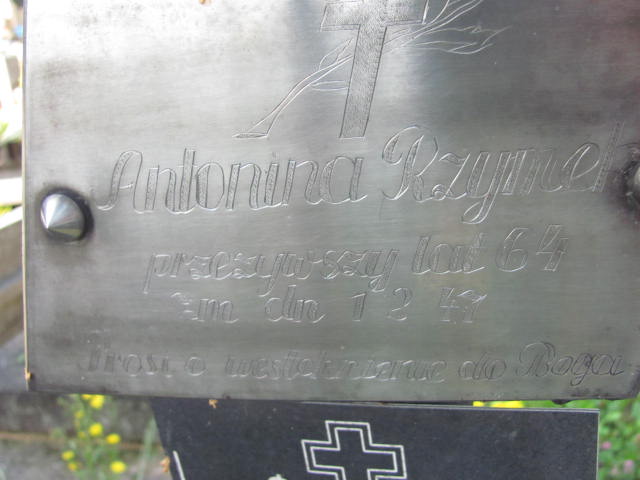 Antonina Rzymek
przeżywszy lat 64
zm dn 1 2 47
Prosi o westchnienie do Boga